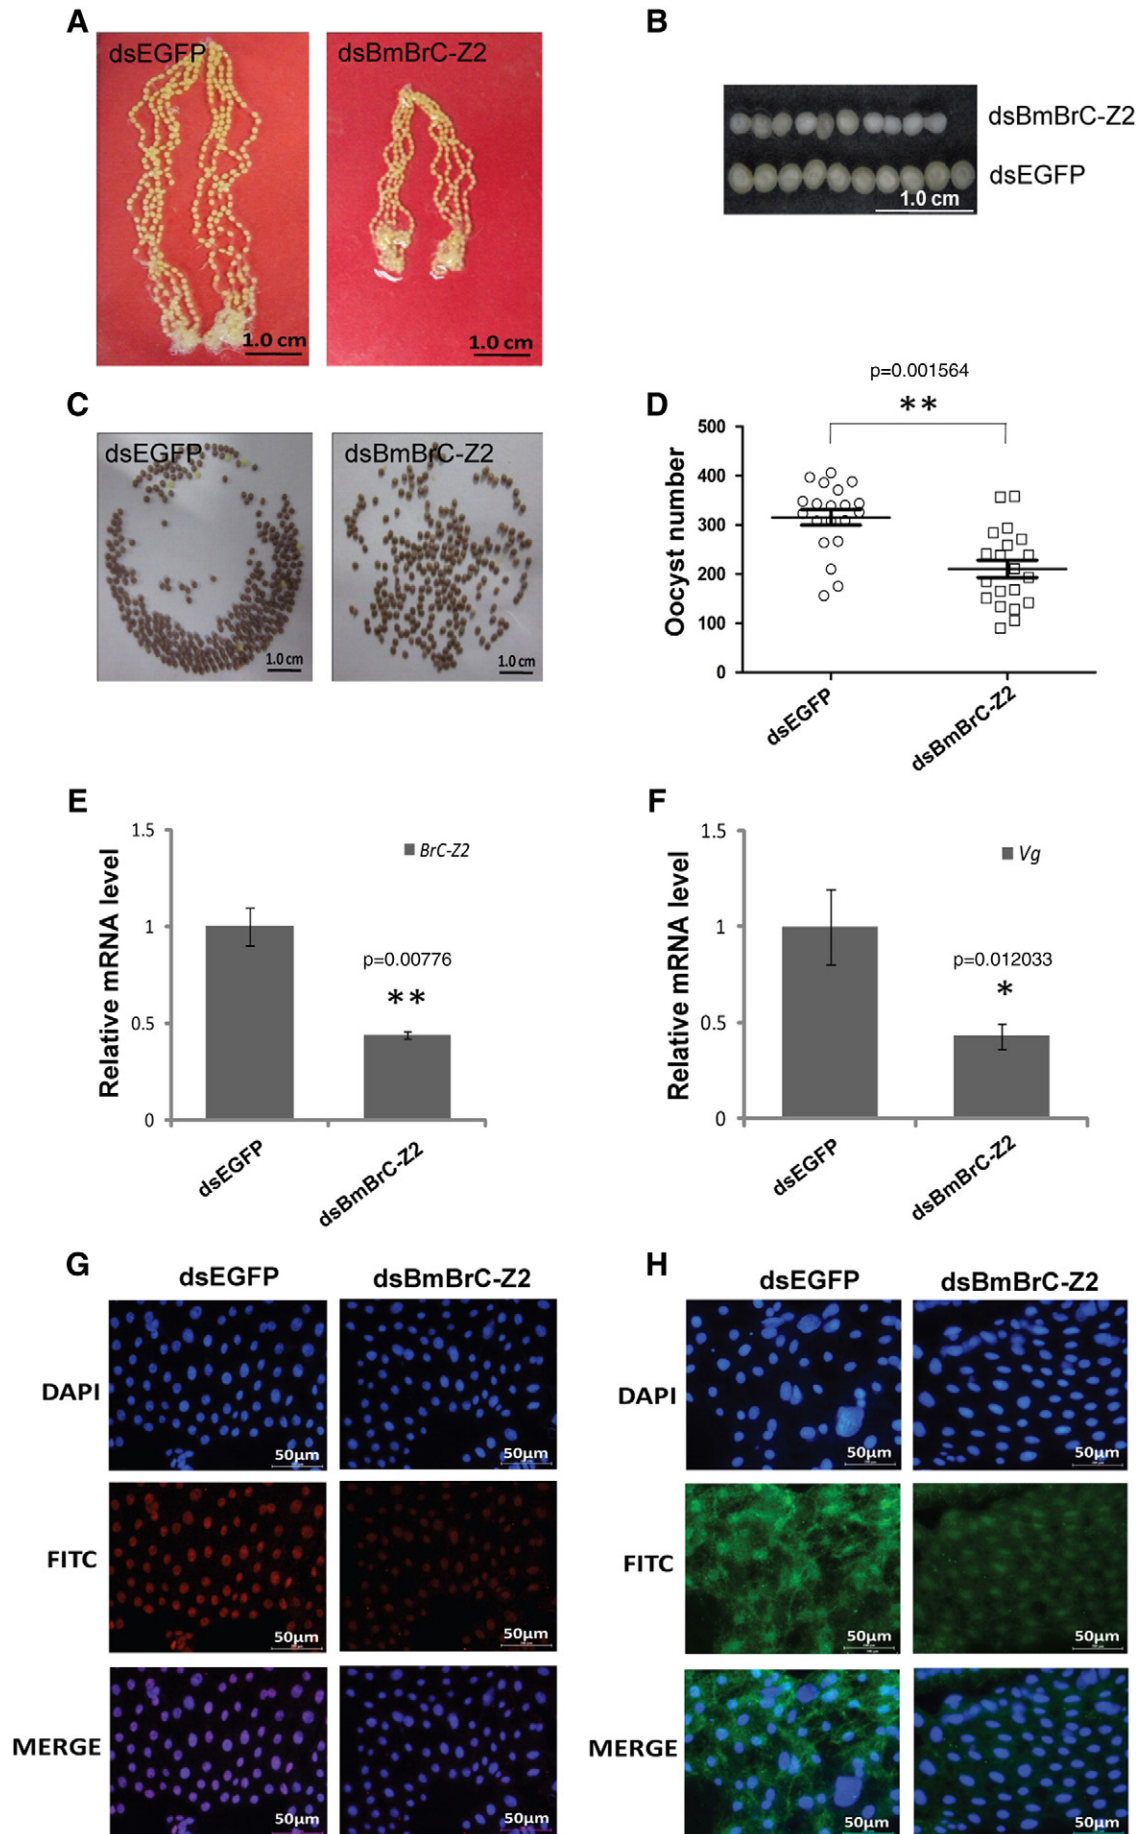 A
dsEGFP
dsBmBrC-Z2
1.0 cm
1.0 cm
B
dsBmBrC-Z2
dsEGFP
1.0 cm
C
dsEGFP
dsBmBrC-Z2
1.0 cm
1.0 cm
D
p=0.001564
**
Oocyst number
500
400
300
200
100
0
dsEGFP
dsBmBrC-Z2
E
Relative mRNA level
1.5
1
0.5
0
BrC-Z2
p=0.00776
**
dsEGFP
dsBmBrC-Z2
F
Relative mRNA level
1.5
1
0.5
0
Vg
p=0.012033
*
dsEGFP
dsBmBrC-Z2
G
dsEGFP
dsBmBrC-Z2
DAPI
50μm
50μm
FITC
50μm
50μm
MERGE
50μm
50μm
H
dsEGFP
dsBmBrC-Z2
DAPI
50μm
50μm
FITC
50μm
50μm
MERGE
50μm
50μm